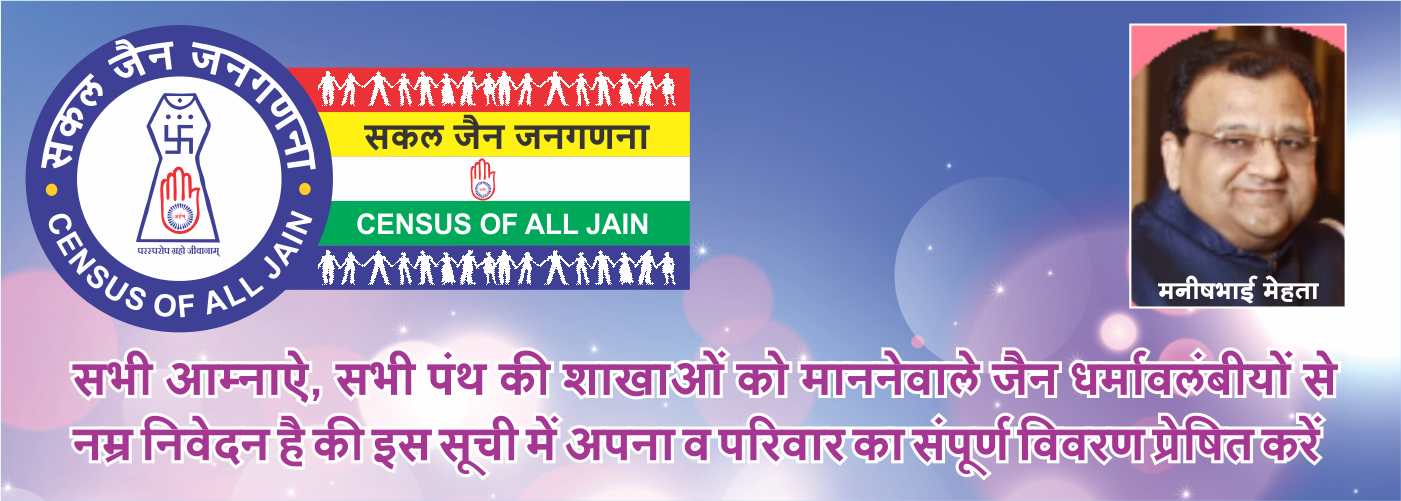 सकल जैन जनगणना
परस्परोप ग्रहो जीवानाम्
CENSUS OF ALL JAIN
सकल जैन जनगणना
CENSUS OF ALL JAIN
मनीषभाई मेहता
सभी आम्नाऐ, सभी पंथ की शाखाओं को माननेवाले जैन धर्मावलंबीयों से
नम्र निवेदन है की इस सूची में अपना व परिवार का संपूर्ण विवरण प्रेषित करें